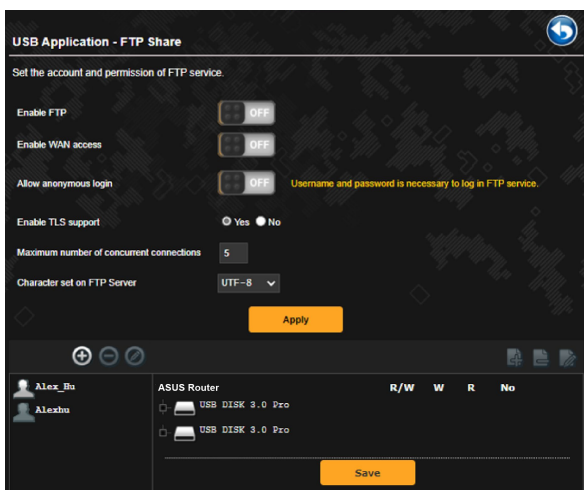 USB Application - FTP Share
Set the account and permission of FTP service.
Enable FTP OFF
Enable WAN access OFF
Allow anonymous login OFF Username and password is necessary to log in FTP service.
Enable TLS support Yes No
Maximum number of concurrent connections 5
Character set on FTP Server UTF-8
Apply
Alex_Hu
Alexhu
ASUS Router R/W W R No
USB DISK 3.0 Pro
USB DISK 3.0 Pro
Save